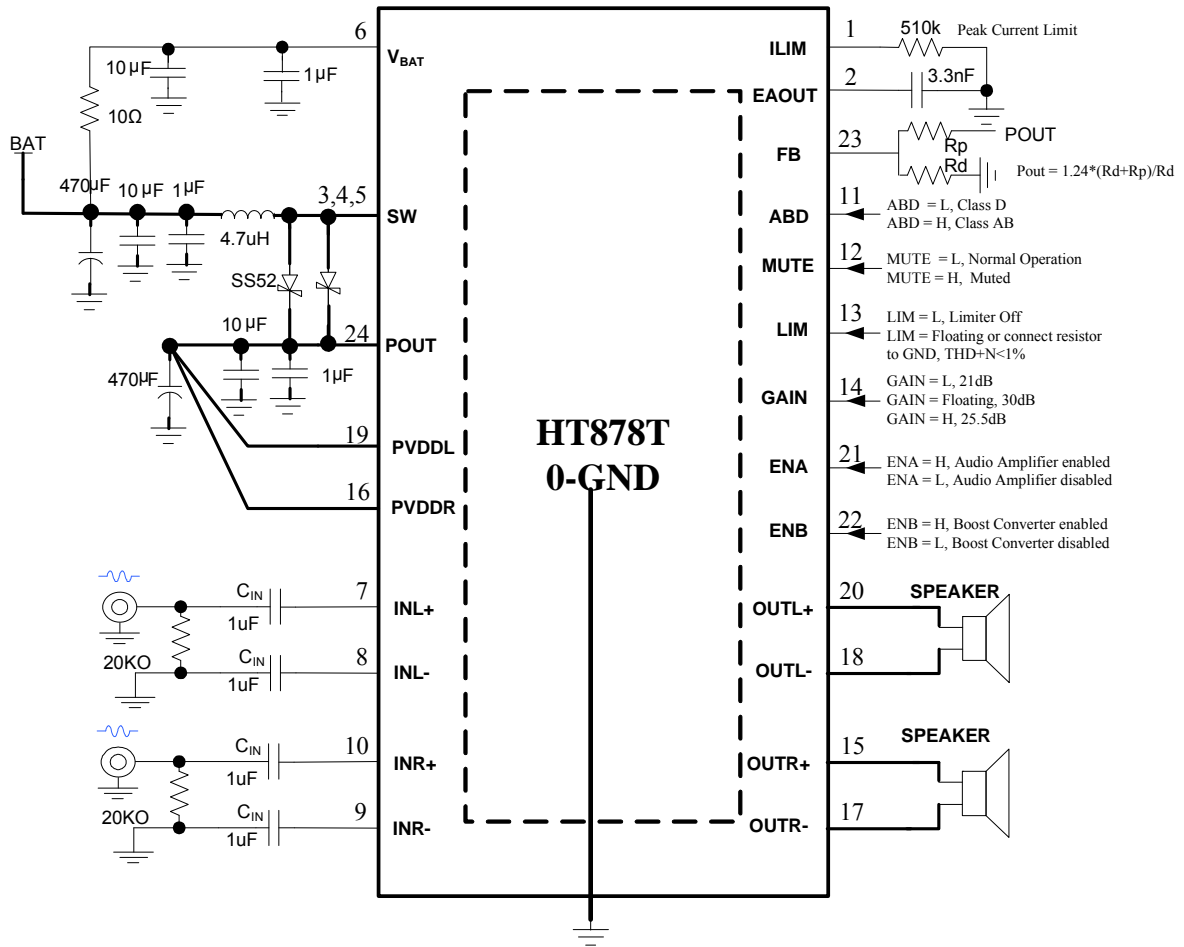 6
V_BAT
10µF
1µF
10Ω
BAT
470µF
10µF
1µF
4.7uH
3,4,5
SW
SS52
10µF
24
POUT
470µF
1µF
19
PVDDL
16
PVDDR
C_IN
7
INL+
1uF
20KO
C_IN
8
INL-
1uF
C_IN
10
INR+
1uF
20KO
C_IN
9
INR-
1uF
HT878T
0-GND
ILIM
1
510k
Peak Current Limit
EAOUT
2
3.3nF
FB
23
Rp
POUT
Rd
Pout = 1.24*(Rd+Rp)/Rd
ABD
11
ABD = L, Class D
ABD = H, Class AB
MUTE
12
MUTE = L, Normal Operation
MUTE = H, Muted
LIM
13
LIM = L, Limiter Off
LIM = Floating or connect resistor
to GND, THD+N<1%
GAIN
14
GAIN = L, 21dB
GAIN = Floating, 30dB
GAIN = H, 25.5dB
ENA
21
ENA = H, Audio Amplifier enabled
ENA = L, Audio Amplifier disabled
ENB
22
ENB = H, Boost Converter enabled
ENB = L, Boost Converter disabled
OUTL+
20
SPEAKER
OUTL-
18
OUTR+
15
SPEAKER
OUTR-
17